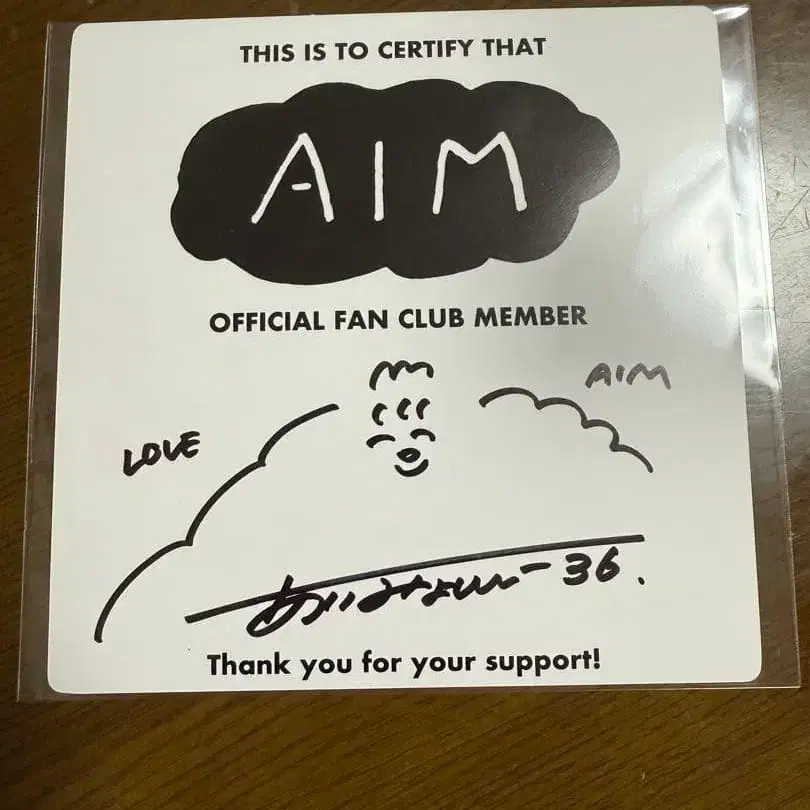 THIS IS TO CERTIFY THAT
AIM
OFFICIAL FAN CLUB MEMBER
AIM
LOVE
あいみょん 36.
Thank you for your support!